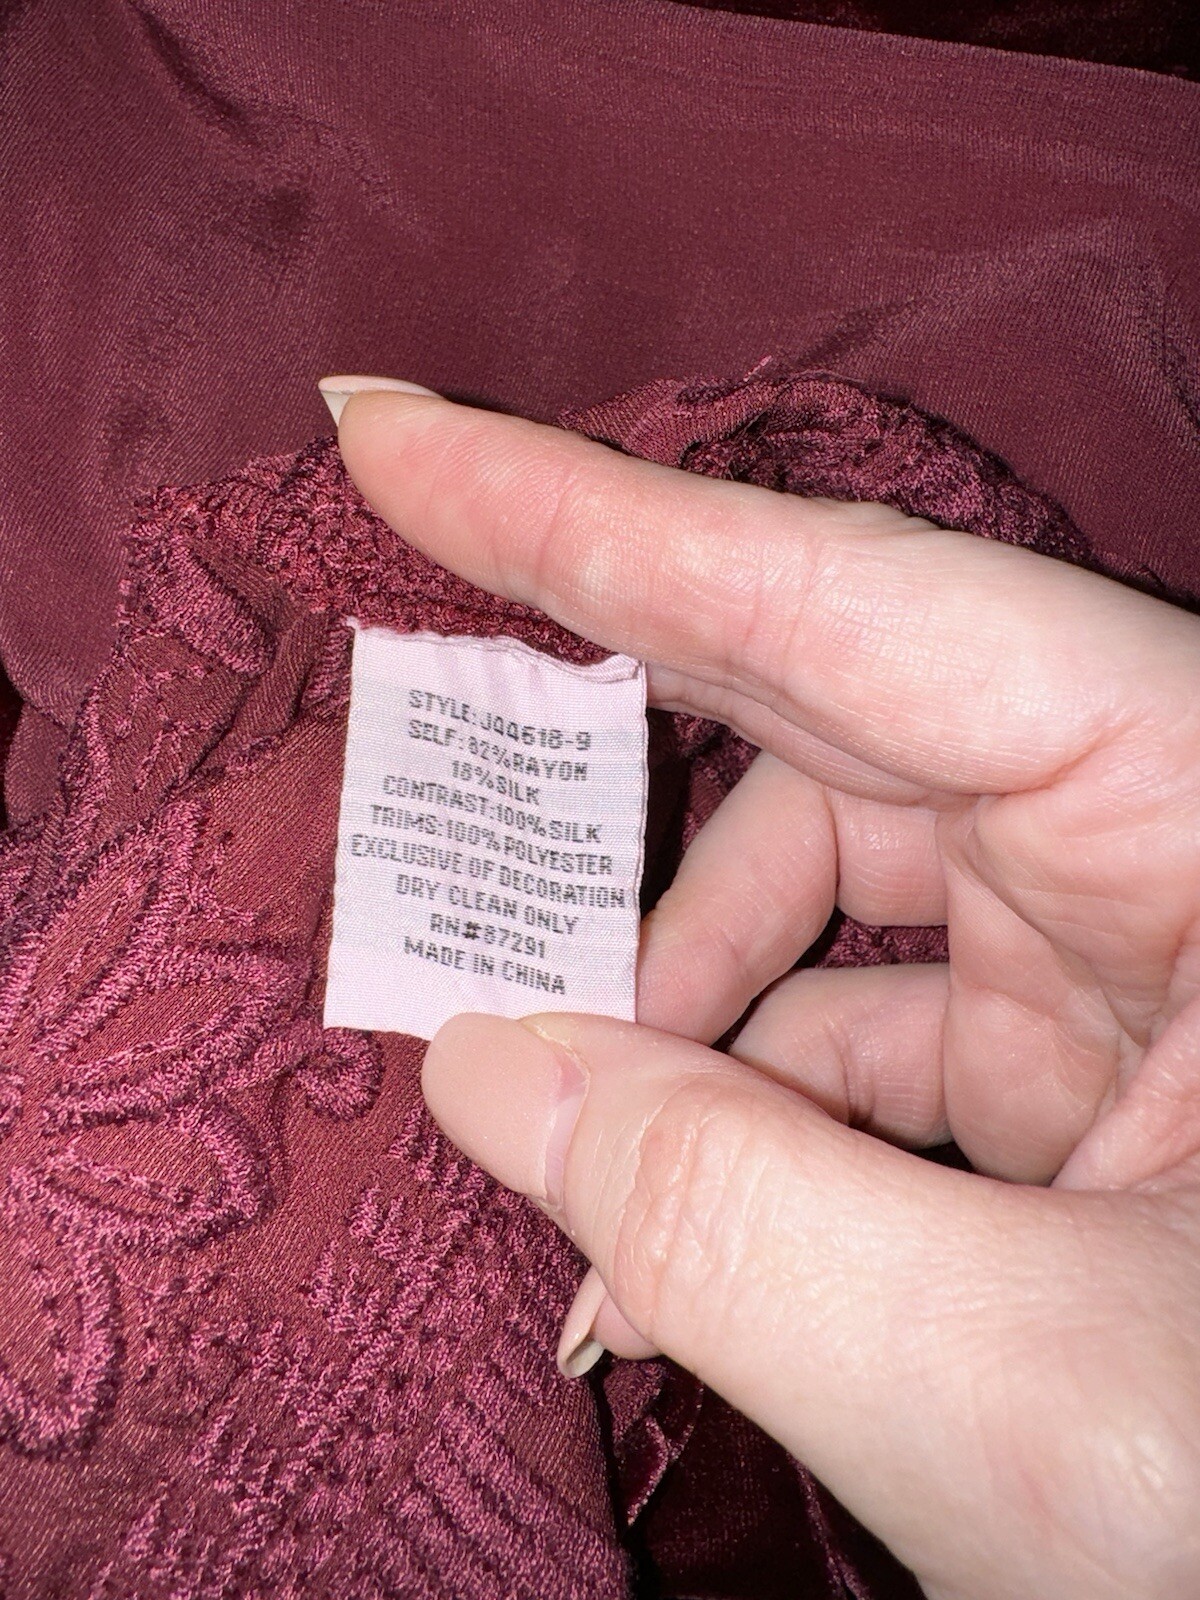 STYLE:J44618-9
SELF:82%RAYON
18%SILK
CONTRAST:100%SILK
TRIMS:100%POLYESTER
EXCLUSIVE OF DECORATION
DRY CLEAN ONLY
RN#87291
MADE IN CHINA